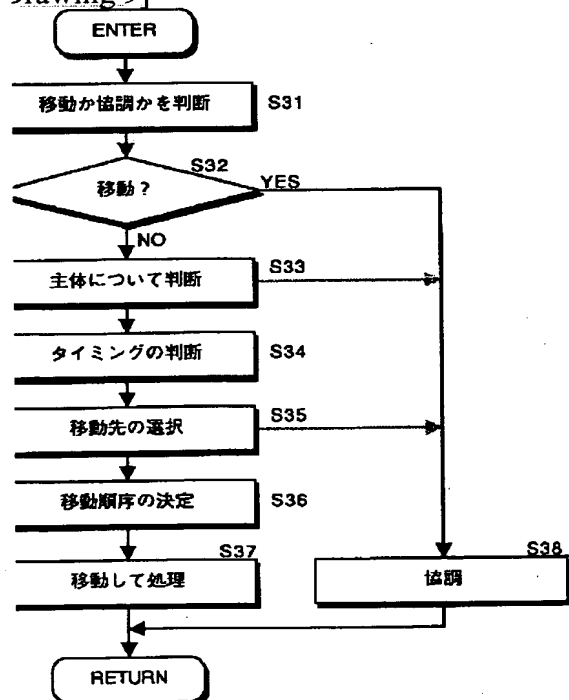 ENTER
移動か協調かを判断
S31
S32
移動?
YES
NO
主体について判断
S33
タイミングの判断
S34
移動先の選択
S35
移動順序の決定
S36
S37
移動して処理
S38
協調
RETURN